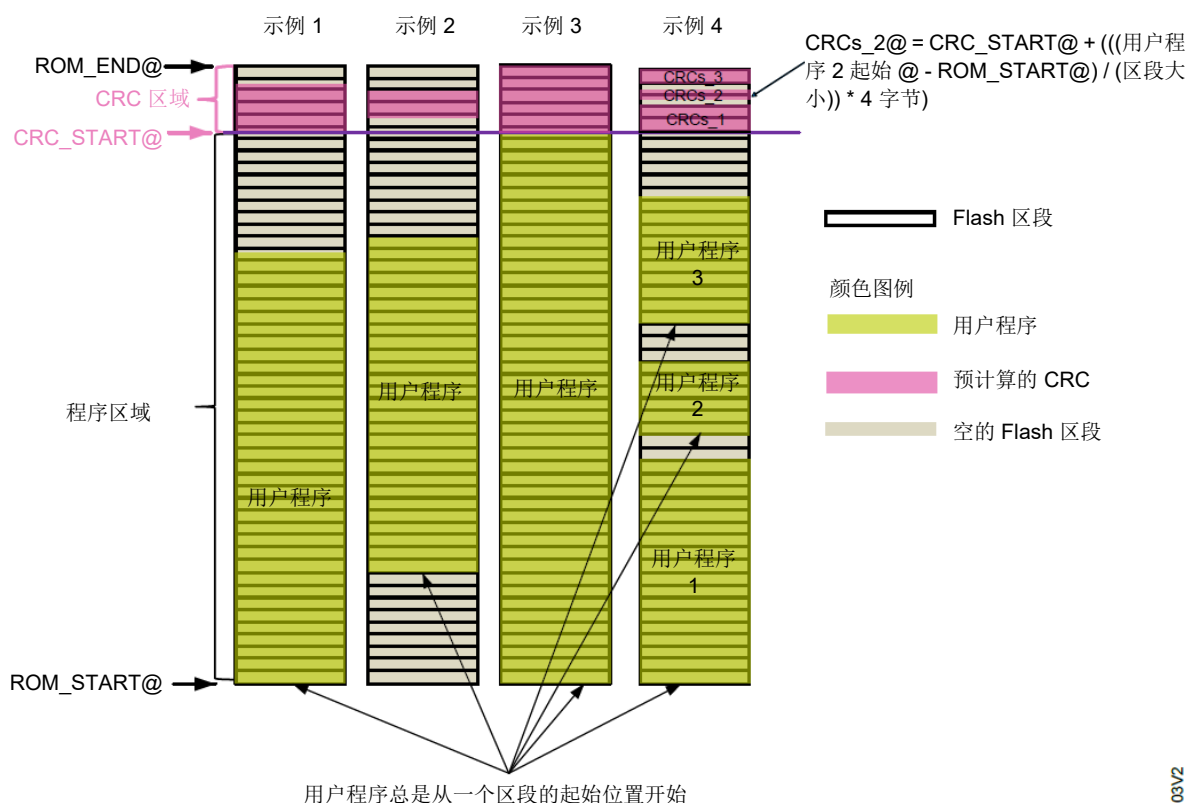 示例 1
示例 2
示例 3
示例 4
CRCs_2@ = CRC_START@ + (((用户程
序 2 起始 @ - ROM_START@) / (区段大
小)) * 4 字节)
ROM_END@
CRC 区域
CRC_START@
CRCs_3
CRCs_2
CRCs_1
Flash 区段
颜色图例
用户程序
预计算的 CRC
空的 Flash 区段
程序区域
用户程序
用户程序
用户程序
用户程序
3
用户程序
2
用户程序
1
ROM_START@
用户程序总是从一个区段的起始位置开始
03V2